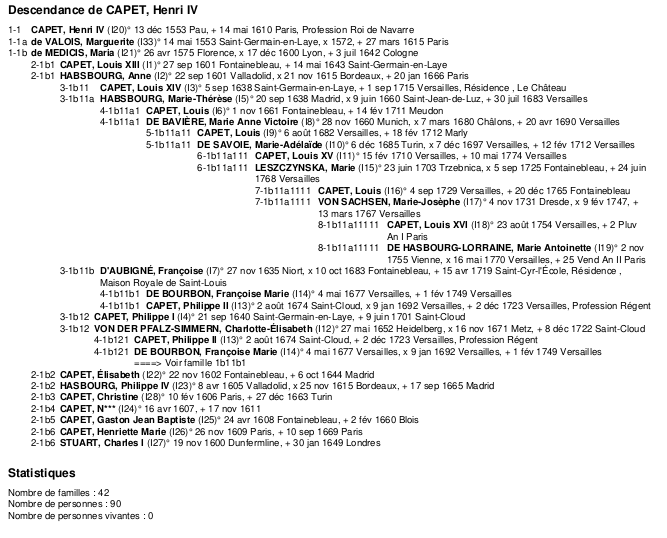 Descendance de CAPET, Henri IV
1-1 CAPET, Henri IV (I20)° 13 déc 1553 Pau, + 14 mai 1610 Paris, Profession Roi de Navarre
1-1a de VALOIS, Marguerite (I33)° 14 mai 1553 Saint-Germain-en-Laye, x 1572, + 27 mars 1615 Paris
1-1b de MEDICIS, Maria (I21)° 26 avr 1575 Florence, x 17 déc 1600 Lyon, + 3 juil 1642 Cologne
2-1b1 CAPET, Louis XIII (I1)° 27 sep 1601 Fontainebleau, + 14 mai 1643 Saint-Germain-en-Laye
2-1b1 HABSBOURG, Anne (I2)° 22 sep 1601 Valladolid, x 21 nov 1615 Bordeaux, + 20 jan 1666 Paris
3-1b11 CAPET, Louis XIV (I3)° 5 sep 1638 Saint-Germain-en-Laye, + 1 sep 1715 Versailles, Résidence , Le Château
3-1b11a HABSBOURG, Marie-Thérèse (I5)° 20 sep 1638 Madrid, x 9 juin 1660 Saint-Jean-de-Luz, + 30 juil 1683 Versailles
4-1b11a1 CAPET, Louis (I6)° 1 nov 1661 Fontainebleau, + 14 fév 1711 Meudon
4-1b11a1 DE BAVIÈRE, Marie Anne Victoire (I8)° 28 nov 1660 Munich, x 7 mars 1680 Châlons, + 20 avr 1690 Versailles
5-1b11a11 CAPET, Louis (I9)° 6 août 1682 Versailles, + 18 fév 1712 Marly
5-1b11a11 DE SAVOIE, Marie-Adélaïde (I10)° 6 déc 1685 Turin, x 7 déc 1697 Versailles, + 12 fév 1712 Versailles
6-1b11a111 CAPET, Louis XV (I11)° 15 fév 1710 Versailles, + 10 mai 1774 Versailles
6-1b11a111 LESZCZYNSKA, Marie (I15)° 23 juin 1703 Trzebnica, x 5 sep 1725 Fontainebleau, + 24 juin
1768 Versailles
7-1b11a1111 CAPET, Louis (I16)° 4 sep 1729 Versailles, + 20 déc 1765 Fontainebleau
7-1b11a1111 VON SACHSEN, Marie-Josèphe (I17)° 4 nov 1731 Dresde, x 9 fév 1747, +
13 mars 1767 Versailles
8-1b11a11111 CAPET, Louis XVI (I18)° 23 août 1754 Versailles, + 2 Pluv
An I Paris
8-1b11a11111 DE HASBOURG-LORRAINE, Marie Antoinette (I19)° 2 nov
1755 Vienne, x 16 mai 1770 Versailles, + 25 Vend An II Paris
3-1b11b D'AUBIGNÉ, Françoise (I7)° 27 nov 1635 Niort, x 10 oct 1683 Fontainebleau, + 15 avr 1719 Saint-Cyr-l'École, Résidence ,
Maison Royale de Saint-Louis
4-1b11b1 DE BOURBON, Françoise Marie (I14)° 4 mai 1677 Versailles, + 1 fév 1749 Versailles
4-1b11b1 CAPET, Philippe II (I13)° 2 août 1674 Saint-Cloud, x 9 jan 1692 Versailles, + 2 déc 1723 Versailles, Profession Régent
3-1b12 CAPET, Philippe I (I4)° 21 sep 1640 Saint-Germain-en-Laye, + 9 juin 1701 Saint-Cloud
3-1b12 VON DER PFALZ-SIMMERN, Charlotte-Élisabeth (I12)° 27 mai 1652 Heidelberg, x 16 nov 1671 Metz, + 8 déc 1722 Saint-Cloud
4-1b121 CAPET, Philippe II (I13)° 2 août 1674 Saint-Cloud, + 2 déc 1723 Versailles, Profession Régent
4-1b121 DE BOURBON, Françoise Marie (I14)° 4 mai 1677 Versailles, x 9 jan 1692 Versailles, + 1 fév 1749 Versailles
====> Voir famille 1b11b1
2-1b2 CAPET, Élisabeth (I22)° 22 nov 1602 Fontainebleau, + 6 oct 1644 Madrid
2-1b2 HASBOURG, Philippe IV (I23)° 8 avr 1605 Valladolid, x 25 nov 1615 Bordeaux, + 17 sep 1665 Madrid
2-1b3 CAPET, Christine (I28)° 10 fév 1606 Paris, + 27 déc 1663 Turin
2-1b4 CAPET, N*** (I24)° 16 avr 1607, + 17 nov 1611
2-1b5 CAPET, Gaston Jean Baptiste (I25)° 24 avr 1608 Fontainebleau, + 2 fév 1660 Blois
2-1b6 CAPET, Henriette Marie (I26)° 26 nov 1609 Paris, + 10 sep 1669 Paris
2-1b6 STUART, Charles I (I27)° 19 nov 1600 Dunfermline, + 30 jan 1649 Londres
Statistiques
Nombre de familles : 42
Nombre de personnes : 90
Nombre de personnes vivantes : 0